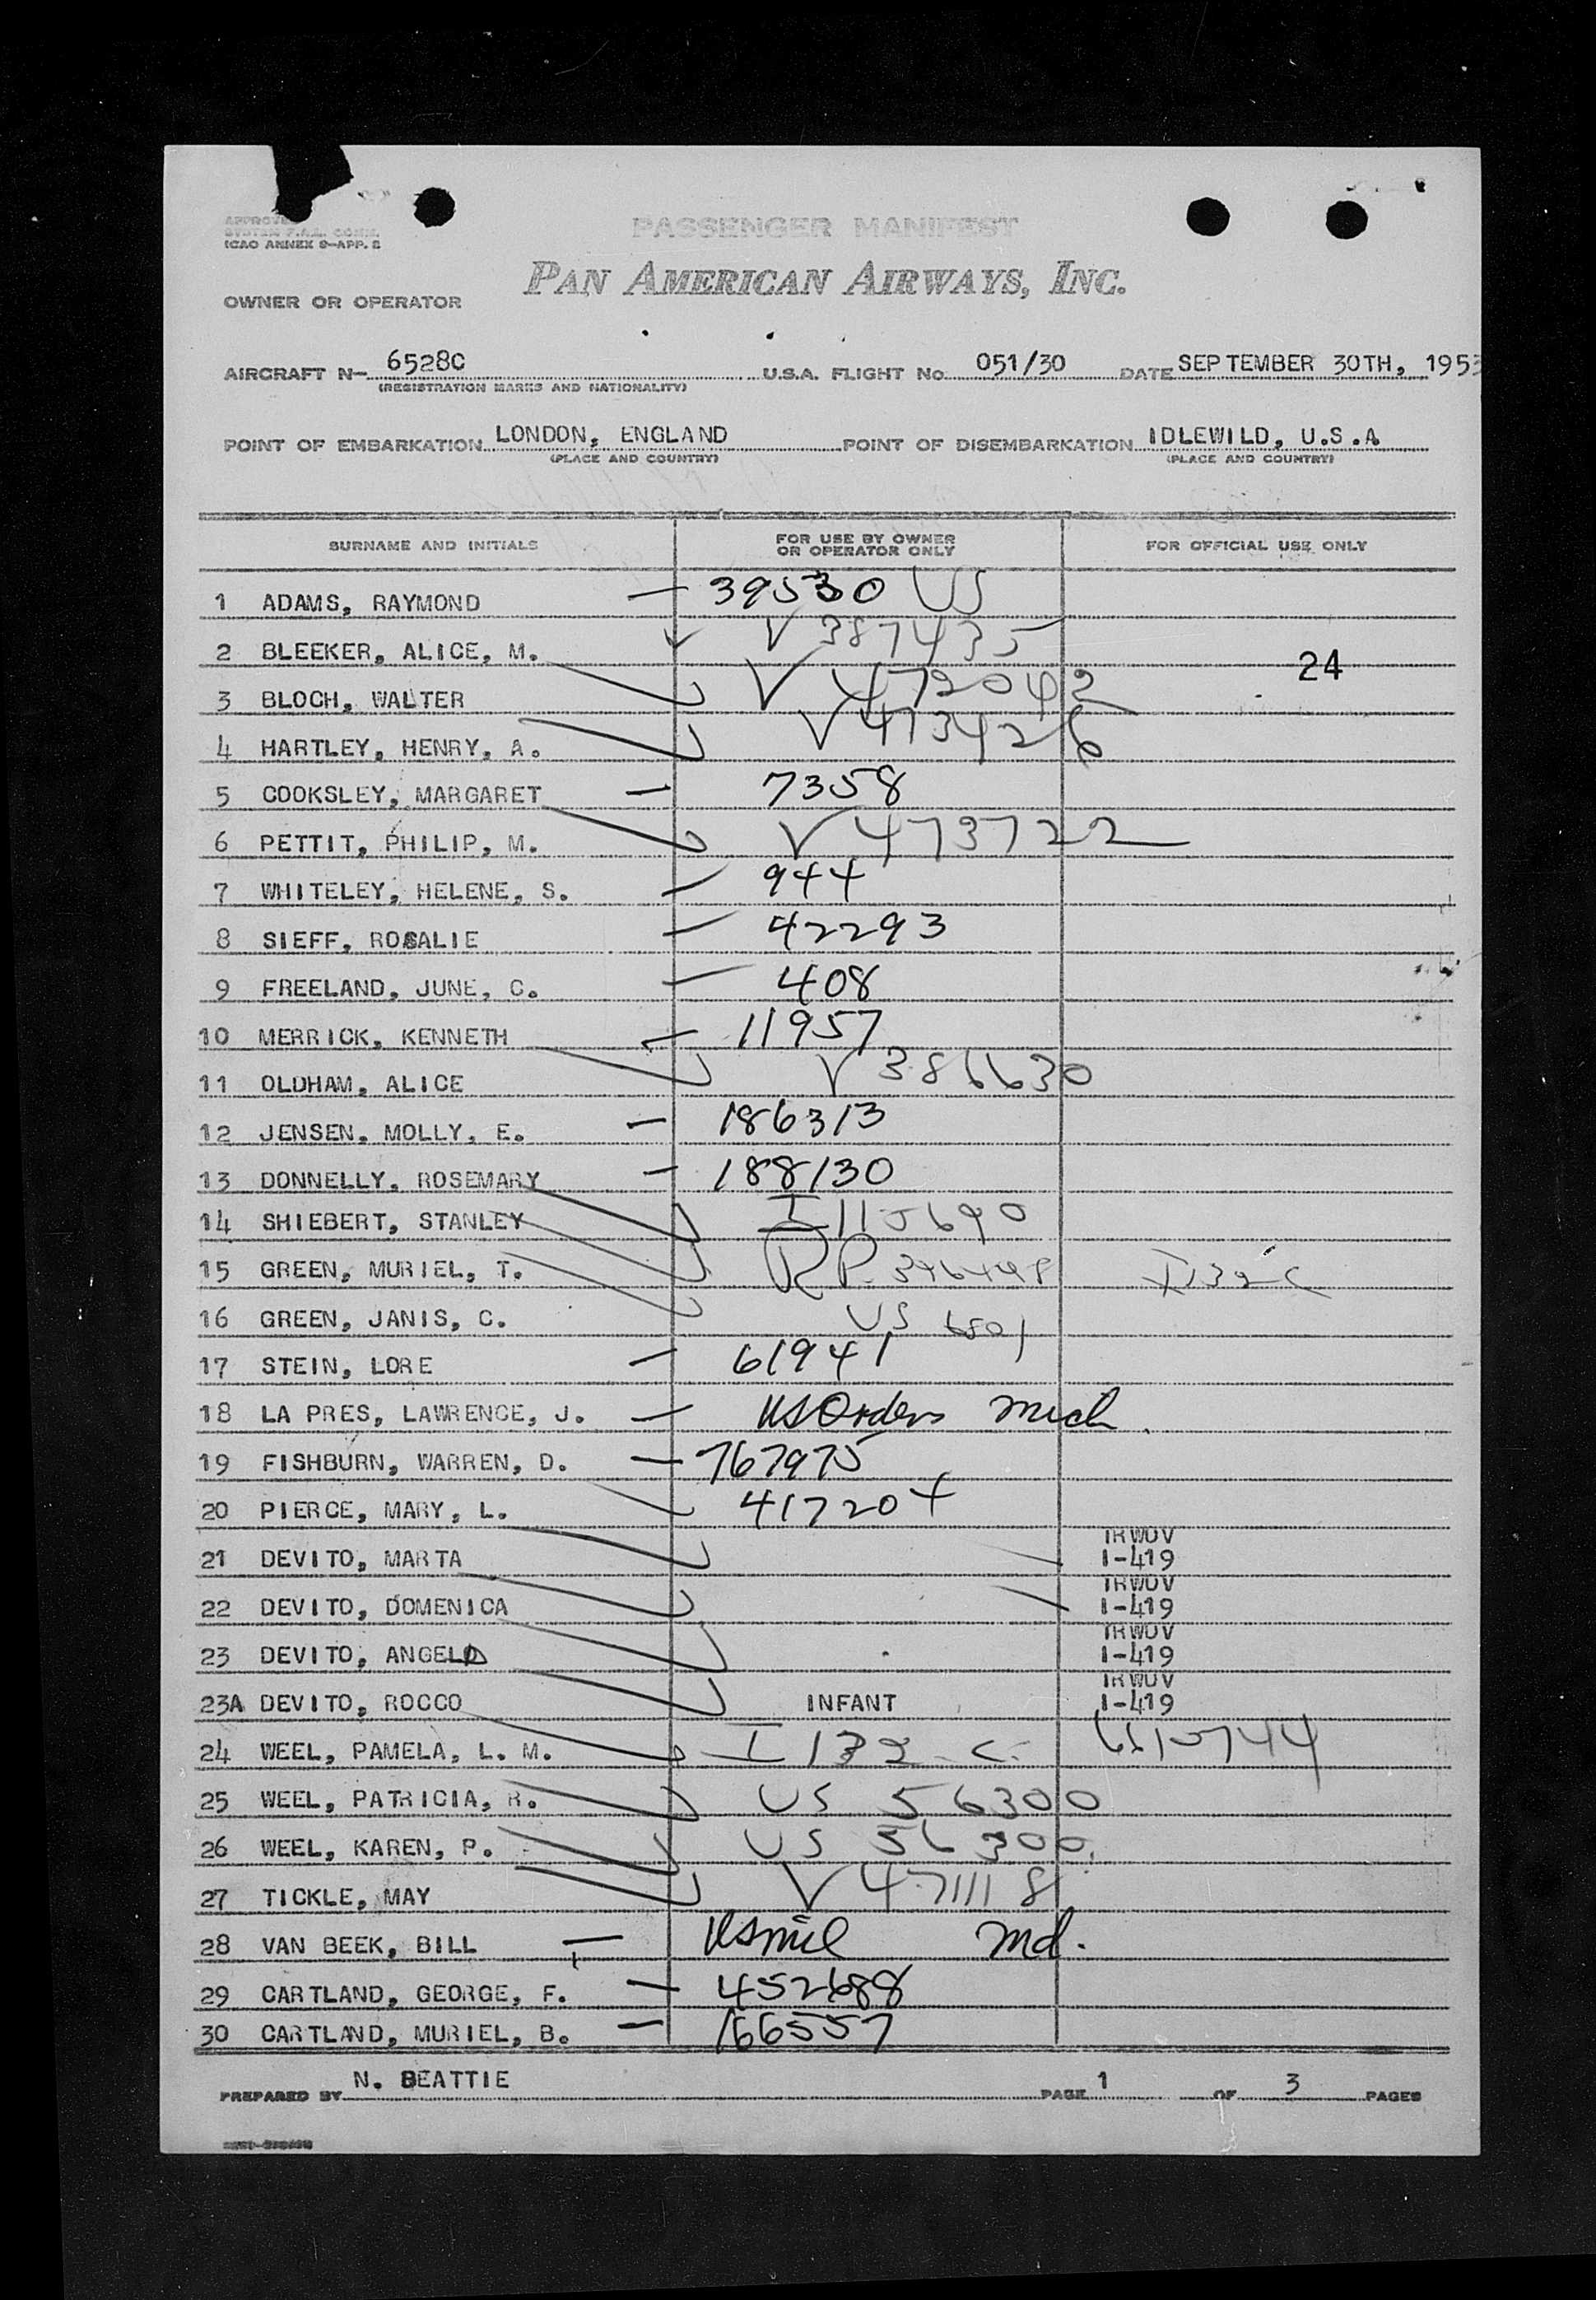 PASSENGER MANIFEST
ICAO ANNEX 9-APP. 2
PAN AMERICAN AIRWAYS, INC.
OWNER OR OPERATOR
AIRCRAFT N- 6528C U.S.A. FLIGHT No 051/30 DATE SEPTEMBER 30TH, 1953
(REGISTRATION MARKS AND NATIONALITY)
POINT OF EMBARKATION LONDON, ENGLAND POINT OF DISEMBARKATION IDLEWILD, U.S.A
(PLACE AND COUNTRY) (PLACE AND COUNTRY)
SURNAME AND INITIALS FOR USE BY OWNER OR OPERATOR ONLY FOR OFFICIAL USE ONLY
1 ADAMS, RAYMOND — 39530 US
2 BLEEKER, ALICE, M. V 387435
24
3 BLOCH, WALTER V 472042
4 HARTLEY, HENRY, A. V 473426
5 COOKSLEY, MARGARET — 7358
6 PETTIT, PHILIP, M. V 473722
7 WHITELEY, HELENE, S. — 944
8 SIEFF, ROSALIE — 42293
9 FREELAND, JUNE, C. — 408
10 MERRICK, KENNETH — 11957
11 OLDHAM, ALICE V 386630
12 JENSEN, MOLLY, E. — 186313
13 DONNELLY, ROSEMARY — 188130
14 SHIEBERT, STANLEY I 115690
15 GREEN, MURIEL, T. RP
16 GREEN, JANIS, C. US 6501
17 STEIN, LORE — 61941
18 LA PRES, LAWRENCE, J. — US Orders Mich
19 FISHBURN, WARREN, D. — 767975
20 PIERCE, MARY, L. 417204
21 DEVITO, MARTA IRWOV I-419
22 DEVITO, DOMENICA IRWOV I-419
23 DEVITO, ANGELO IRWOV I-419
23A DEVITO, ROCCO INFANT IRWOV I-419
24 WEEL, PAMELA, L. M. I 132 C
25 WEEL, PATRICIA, R. US 56300
26 WEEL, KAREN, P. US 56300
27 TICKLE, MAY V 471118
28 VAN BEEK, BILL — US mil Md.
29 CARTLAND, GEORGE, F. — 452688
30 CARTLAND, MURIEL, B. — 166557
PREPARED BY N. BEATTIE PAGE 1 OF 3 PAGES